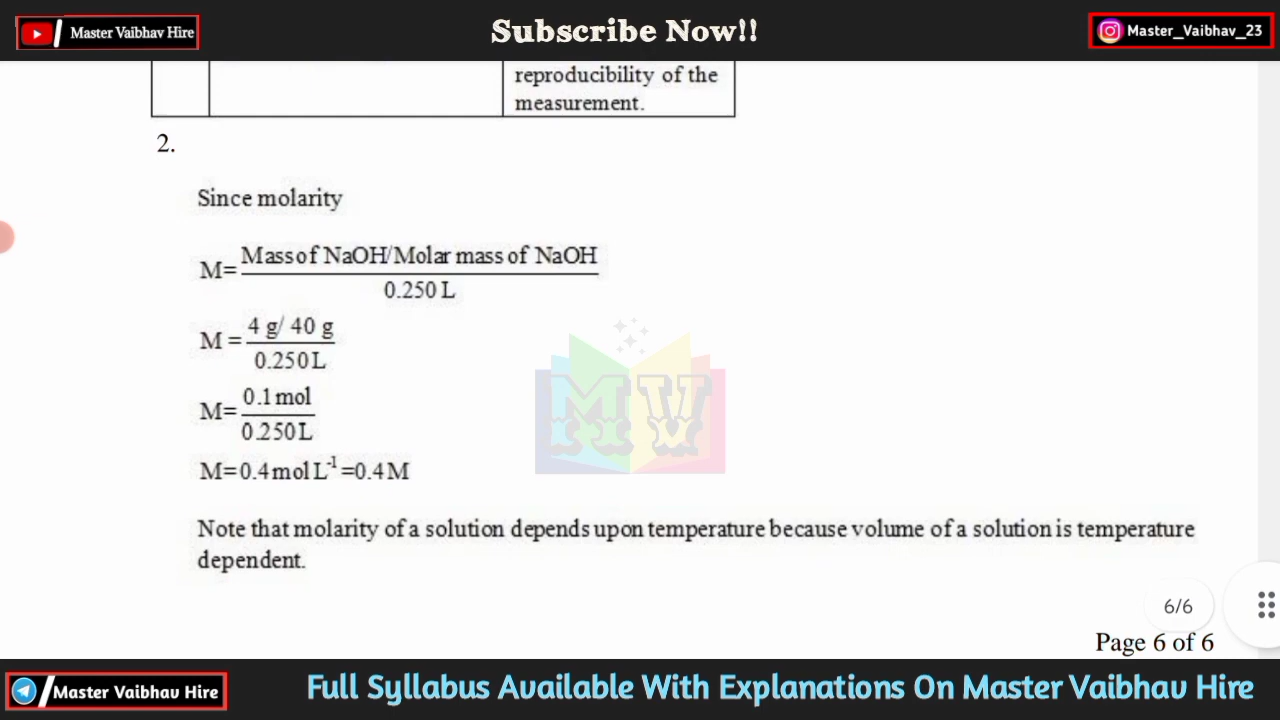 Master Vaibhav Hire
Subscribe Now!!
Master_Vaibhav_23
reproducibility of the
measurement.
2.
Since molarity
M= Mass of NaOH/Molar mass of NaOH
0.250 L
M = 4 g/ 40 g
0.250 L
M= 0.1 mol
0.250 L
M=0.4 mol L⁻¹ =0.4 M
Note that molarity of a solution depends upon temperature because volume of a solution is temperature
dependent.
MV
6/6
Page 6 of 6
Master Vaibhav Hire
Full Syllabus Available With Explanations On Master Vaibhav Hire